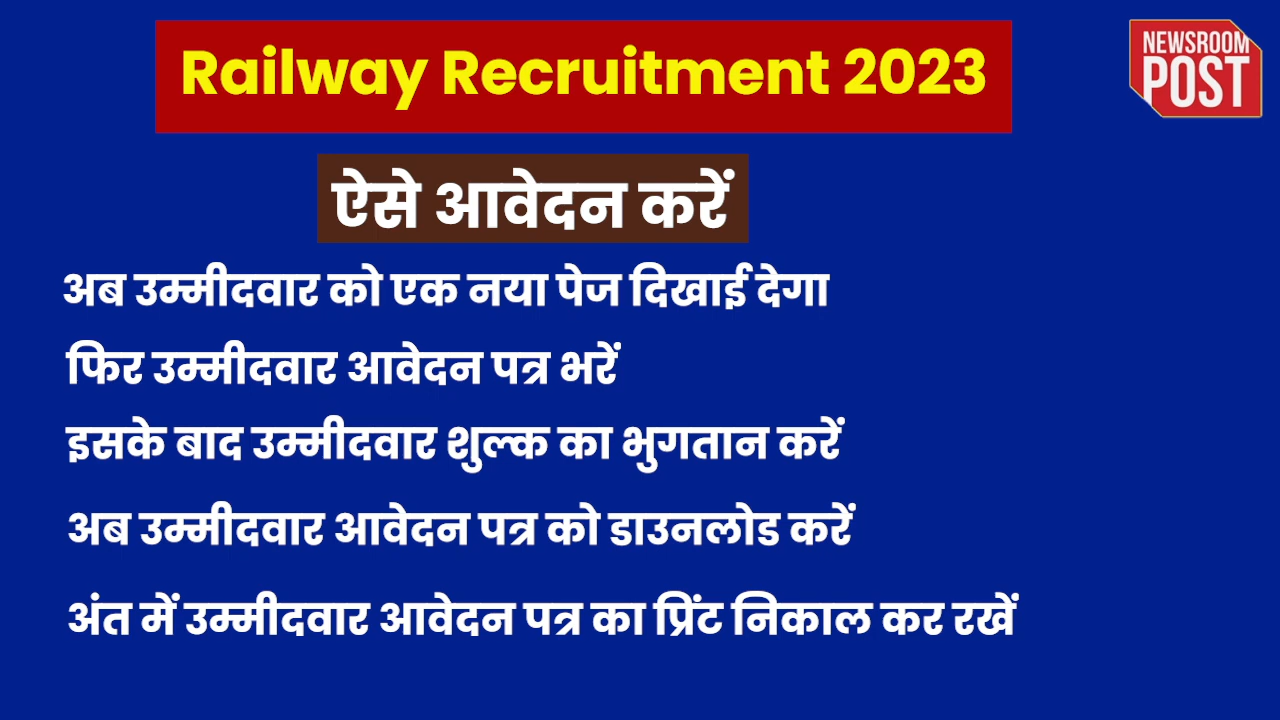 Railway Recruitment 2023
NEWSROOM
POST
ऐसे आवेदन करें
अब उम्मीदवार को एक नया पेज दिखाई देगा
फिर उम्मीदवार आवेदन पत्र भरें
इसके बाद उम्मीदवार शुल्क का भुगतान करें
अब उम्मीदवार आवेदन पत्र को डाउनलोड करें
अंत में उम्मीदवार आवेदन पत्र का प्रिंट निकाल कर रखें